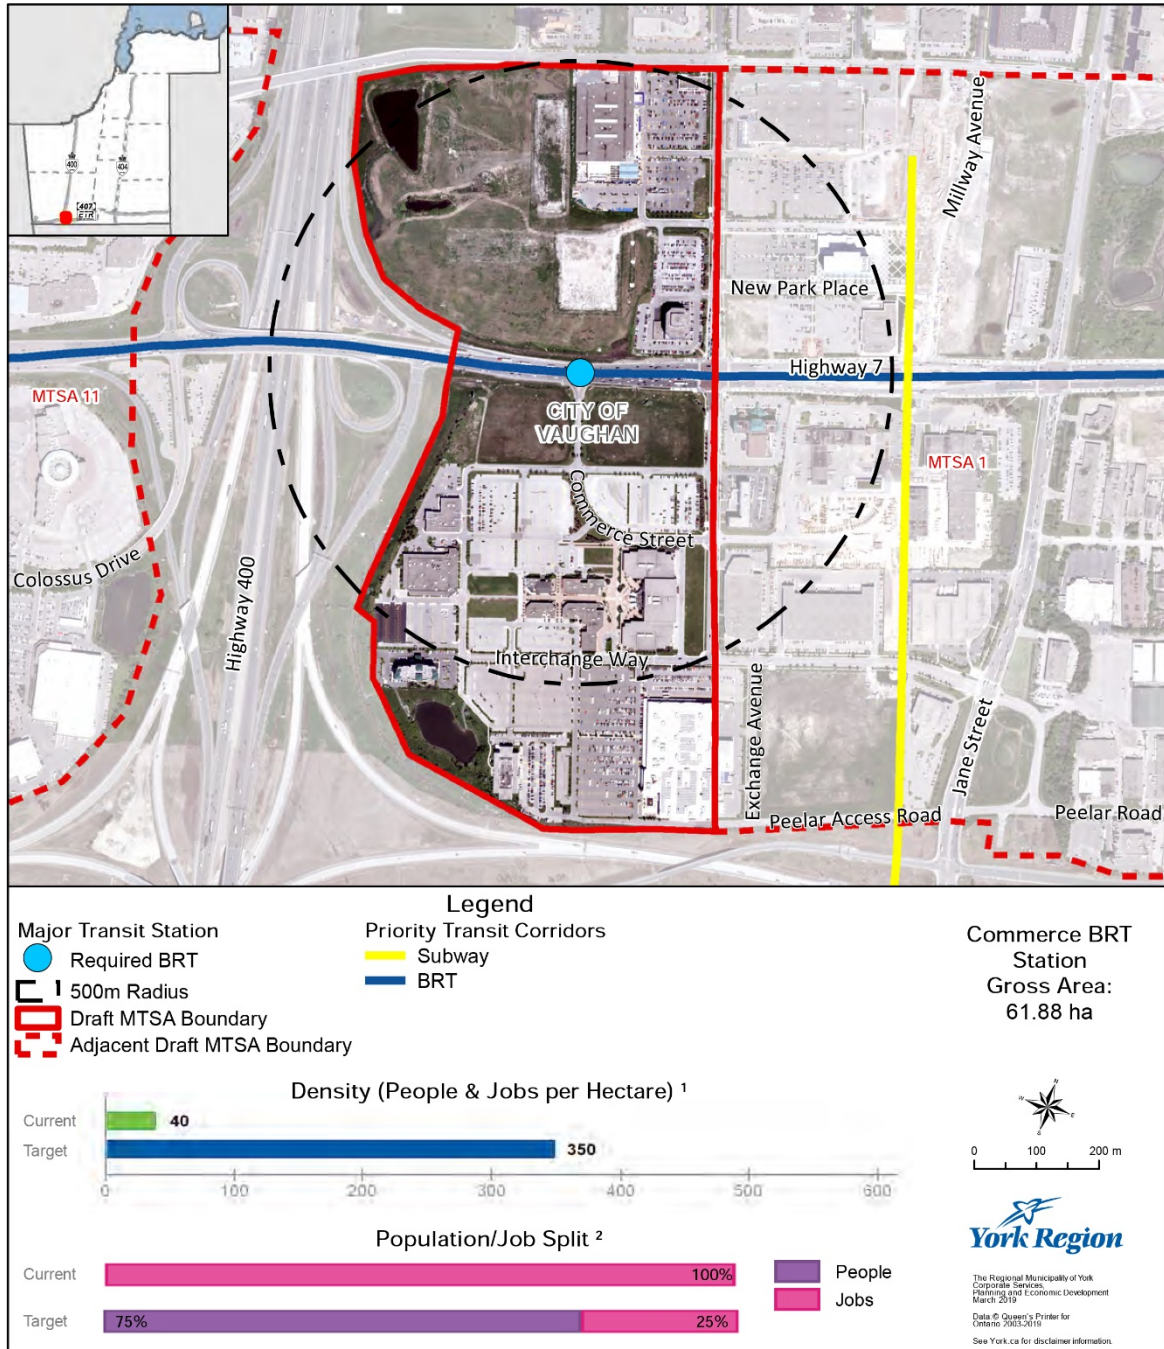 400
404
407
ETR
Millway Avenue
New Park Place
Highway 7
MTSA 11
CITY OF
VAUGHAN
MTSA 1
Commerce Street
Colossus Drive
Highway 400
Interchange Way
Exchange Avenue
Jane Street
Peelar Access Road
Peelar Road
Legend
Major Transit Station
Required BRT
500m Radius
Draft MTSA Boundary
Adjacent Draft MTSA Boundary
Priority Transit Corridors
Subway
BRT
Commerce BRT
Station
Gross Area:
61.88 ha
Density (People & Jobs per Hectare) ¹
Current
40
Target
350
0 100 200 300 400 500 600
N
W
E
S
0 100 200 m
Population/Job Split ²
Current
100%
Target
75%
25%
People
Jobs
York Region
The Regional Municipality of York
Corporate Services,
Planning and Economic Development
March 2019
Data:© Queen's Printer for
Ontario 2003-2019
See York.ca for disclaimer information.